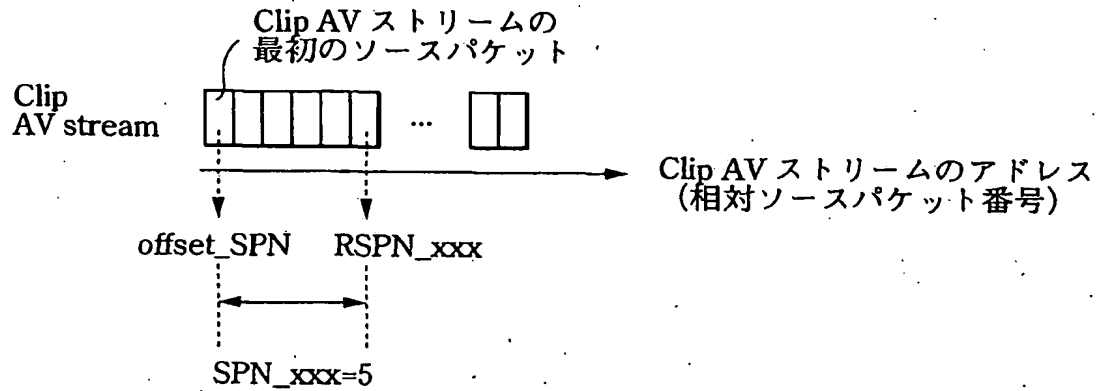 Clip AV ストリームの
最初のソースパケット
Clip
AV stream
...
Clip AV ストリームのアドレス
(相対ソースパケット番号)
offset_SPN RSPN_xxx
SPN_xxx=5